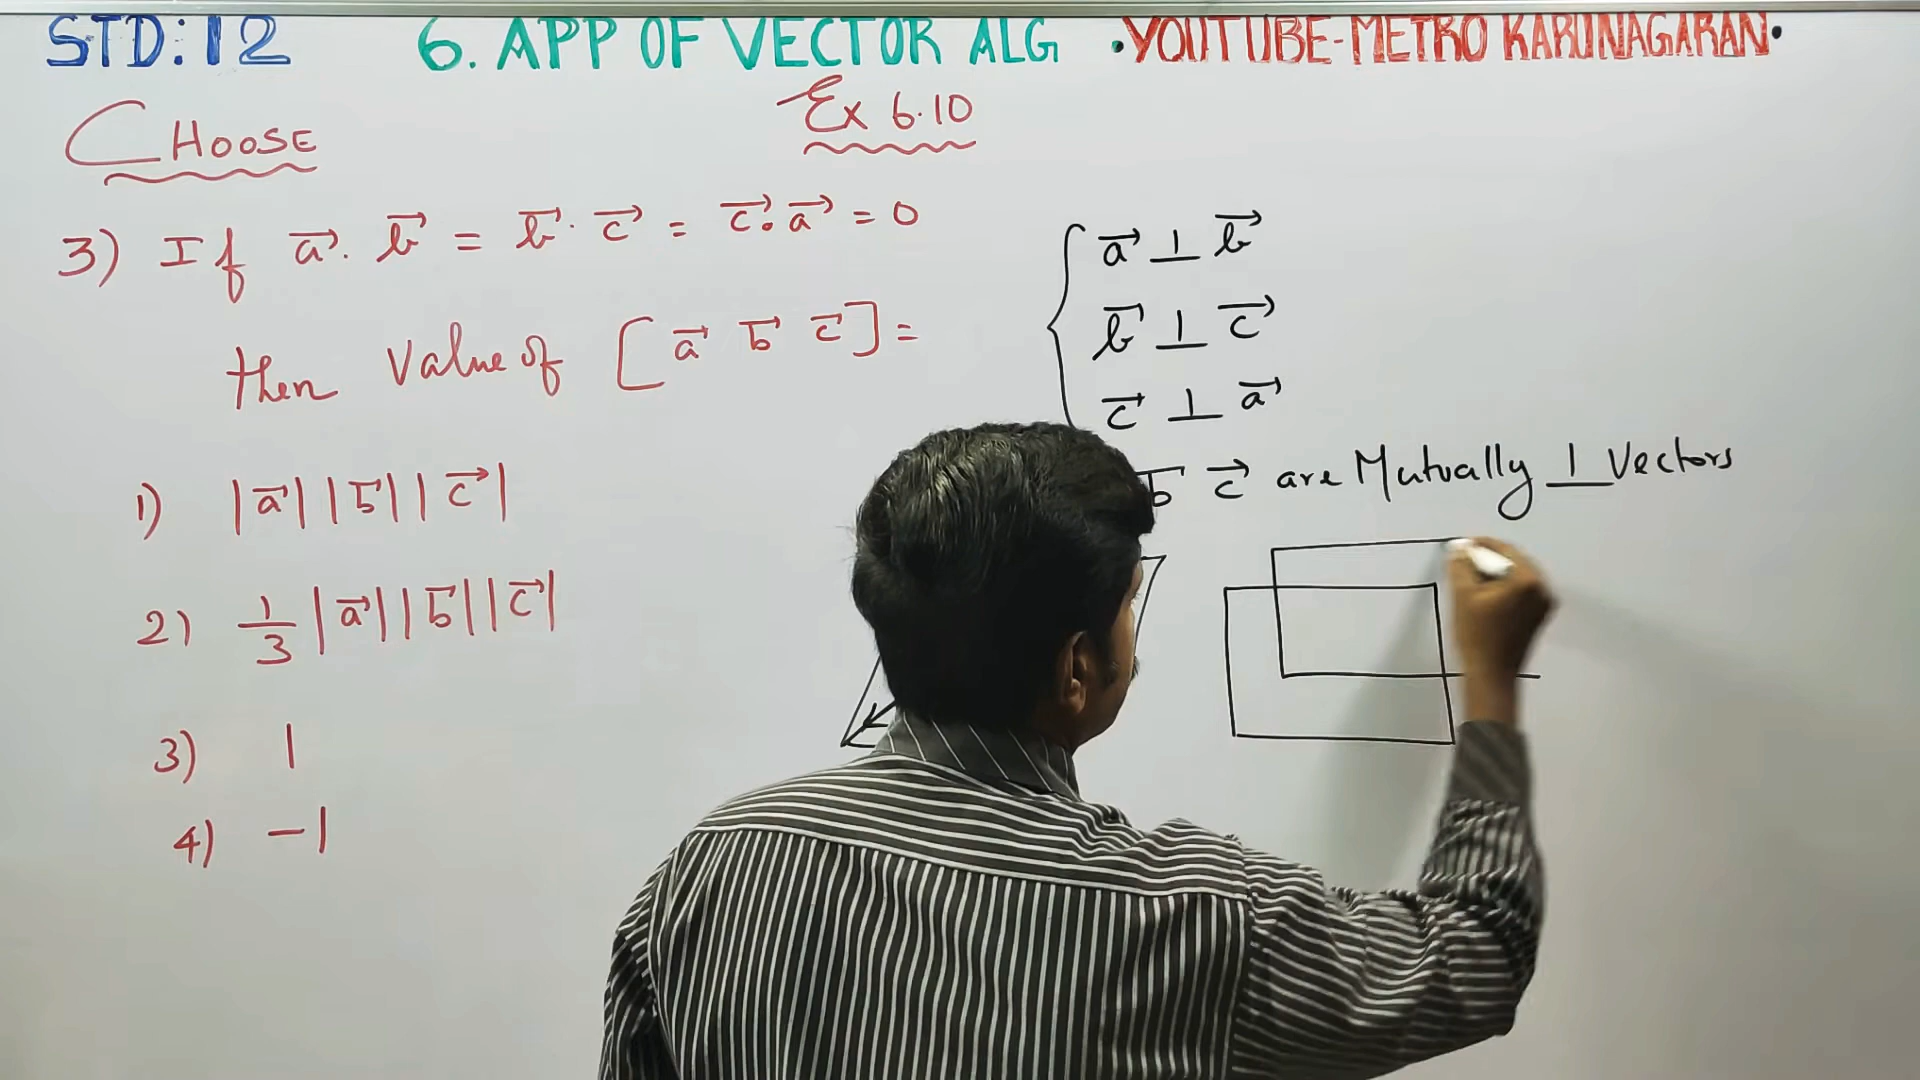 STD:12 6. APP OF VECTOR ALG •YOUTUBE-METRO KARUNAGARAN•
CHOOSE Ex 6.10
3) If a⃗. b⃗ = b⃗. c⃗ = c⃗. a⃗ = 0
then Value of [a⃗ b⃗ c⃗] =
1) |a⃗| |b⃗| |c⃗|
2) 1/3 |a⃗| |b⃗| |c⃗|
3) 1
4) -1
a⃗ ⊥ b⃗
b⃗ ⊥ c⃗
c⃗ ⊥ a⃗
b⃗ c⃗ are Mutually ⊥ Vectors